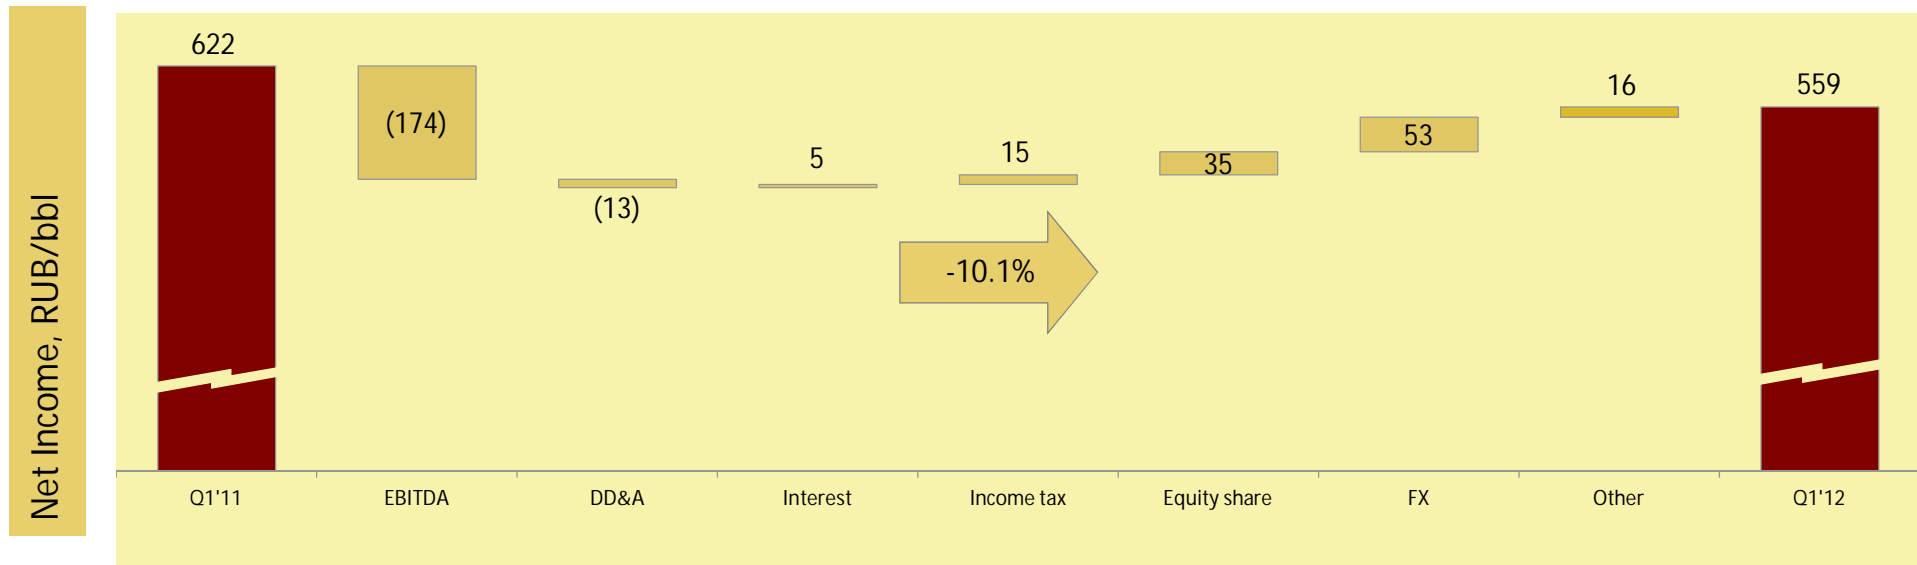 Net Income, RUB/bbl
622
(174)
(13)
5
15
35
53
16
559
-10.1%
Q1'11
EBITDA
DD&A
Interest
Income tax
Equity share
FX
Other
Q1'12